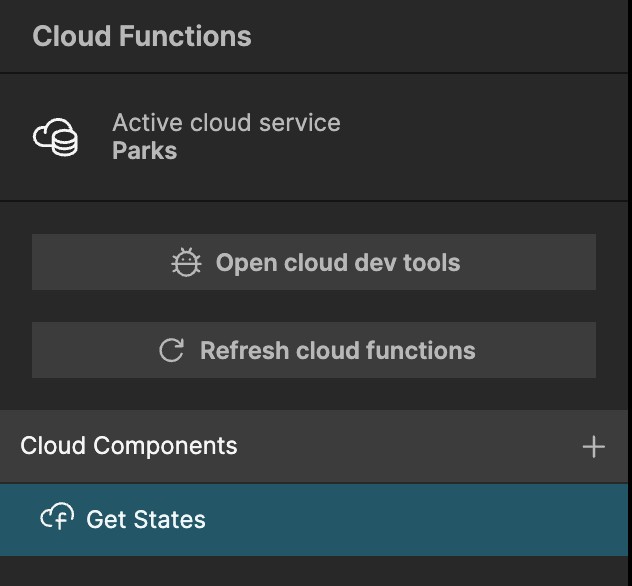 Cloud Functions
Active cloud service
Parks
Open cloud dev tools
Refresh cloud functions
Cloud Components
Get States